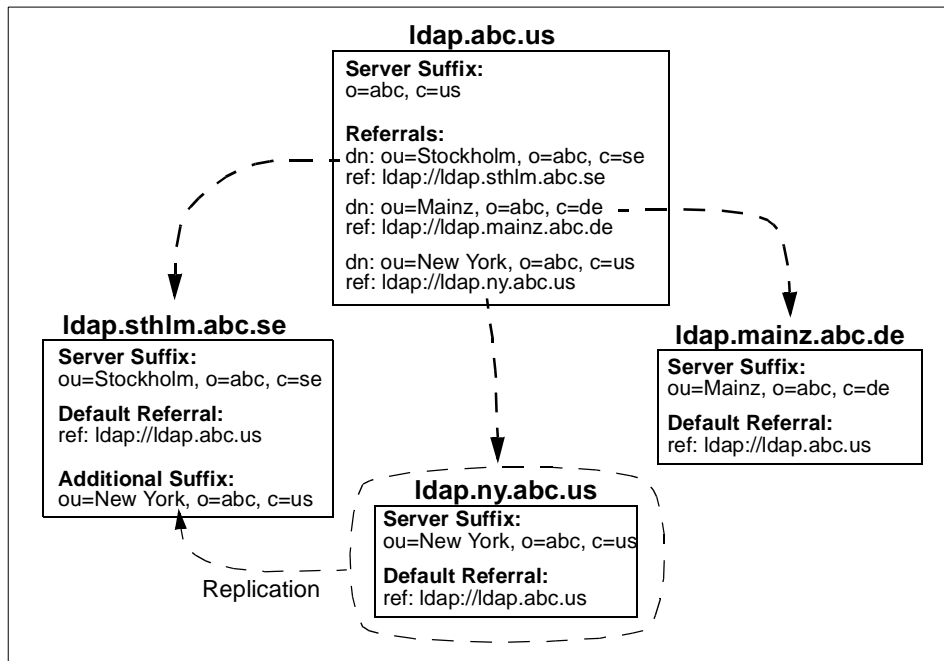 ldap.abc.us
Server Suffix:
o=abc, c=us
Referrals:
dn: ou=Stockholm, o=abc, c=se
ref: ldap://ldap.sthlm.abc.se
dn: ou=Mainz, o=abc, c=de
ref: ldap://ldap.mainz.abc.de
dn: ou=New York, o=abc, c=us
ref: ldap://ldap.ny.abc.us
ldap.sthlm.abc.se
Server Suffix:
ou=Stockholm, o=abc, c=se
Default Referral:
ref: ldap://ldap.abc.us
Additional Suffix:
ou=New York, o=abc, c=us
ldap.mainz.abc.de
Server Suffix:
ou=Mainz, o=abc, c=de
Default Referral:
ref: ldap://ldap.abc.us
ldap.ny.abc.us
Server Suffix:
ou=New York, o=abc, c=us
Default Referral:
ref: ldap://ldap.abc.us
Replication